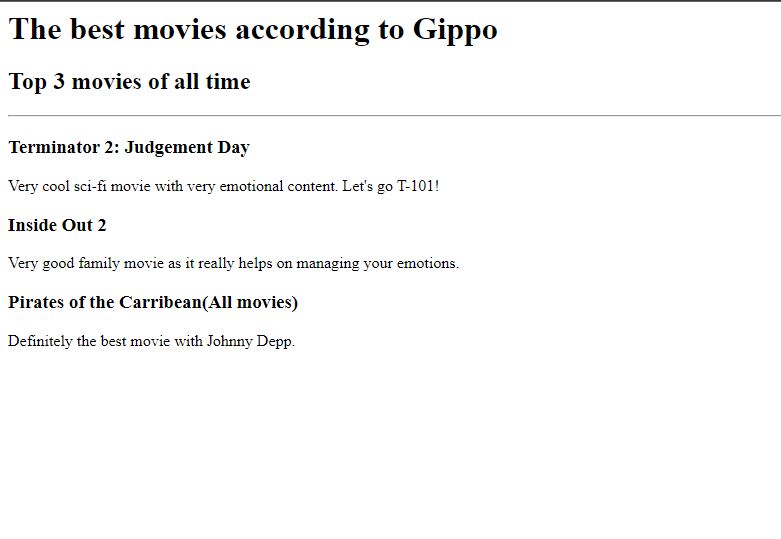 The best movies according to Gippo
Top 3 movies of all time
Terminator 2: Judgement Day
Very cool sci-fi movie with very emotional content. Let's go T-101!
Inside Out 2
Very good family movie as it really helps on managing your emotions.
Pirates of the Carribean(All movies)
Definitely the best movie with Johnny Depp.